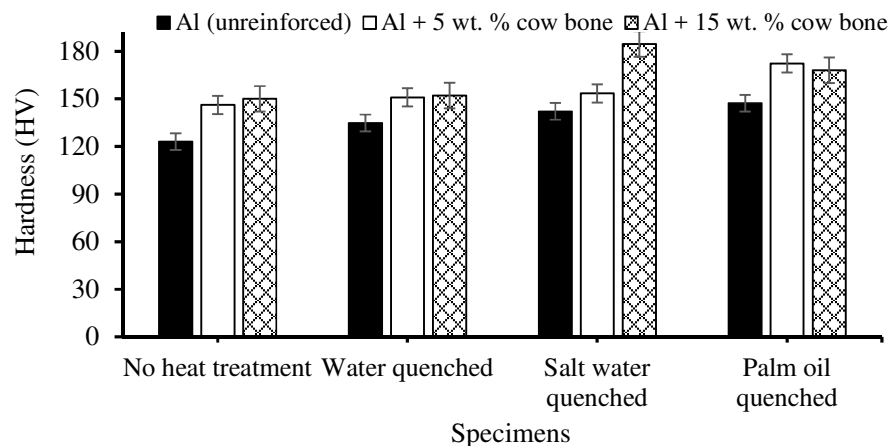 Al (unreinforced) Al + 5 wt. % cow bone Al + 15 wt. % cow bone
180
150
120
90
60
30
0
Hardness (HV)
No heat treatment Water quenched Salt water quenched Palm oil quenched
Specimens